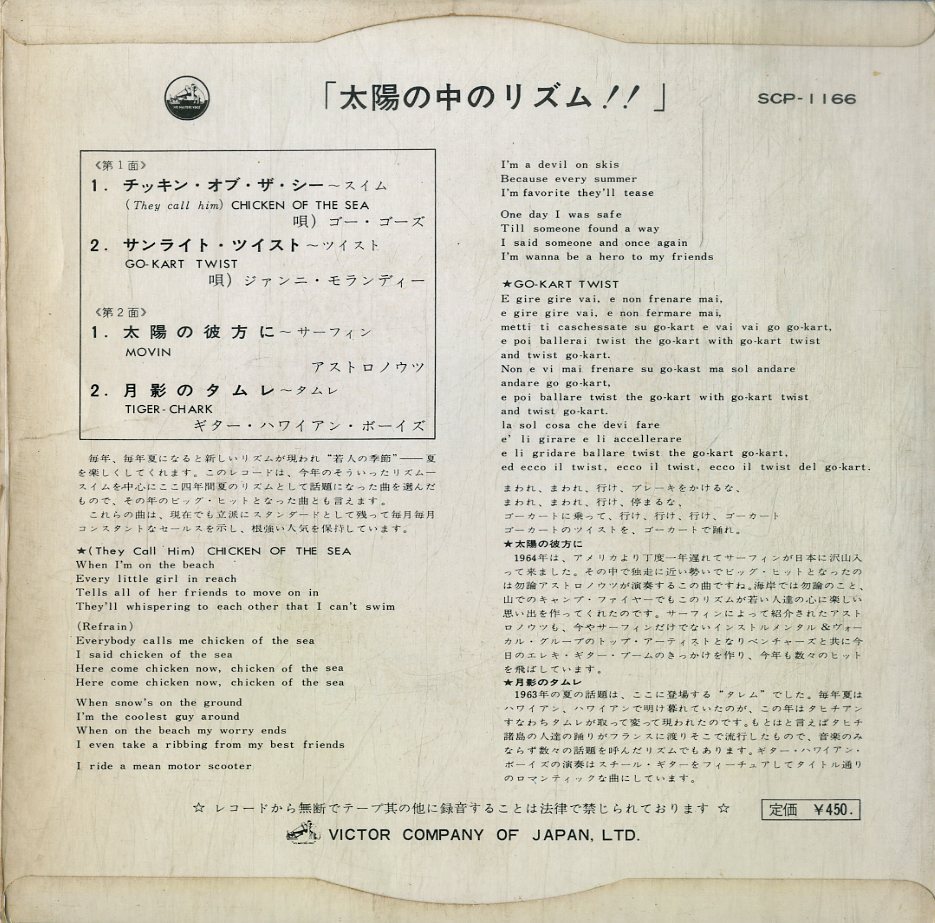 「太陽の中のリズム!!」
SCP-1166
《第1面》
1. チッキン・オブ・ザ・シー～スイム
(They call him) CHICKEN OF THE SEA
唄) ゴー・ゴーズ
2. サンライト・ツイスト～ツイスト
GO-KART TWIST
唄) ジァンニ・モランディー
《第2面》
1. 太陽の彼方に～サーフィン
MOVIN
アストロノウツ
2. 月影のタムレ～タムレ
TIGER-CHARK
ギター・ハワイアン・ボーイズ
毎年、毎年夏になると新しいリズムが現われ“若人の季節”——夏
を楽しくしてくれます。このレコードは、今年のそういったリズムー
スイムを中心にここ四年間夏のリズムとして話題になった曲を選んだ
もので、その年のビッグ・ヒットとなった曲とも言えます。
これらの曲は、現在でも立派にスタンダードとして残って毎月毎月
コンスタントなセールスを示し、根強い人気を保持しています。
★(They Call Him) CHICKEN OF THE SEA
When I'm on the beach
Every little girl in reach
Tells all of her friends to move on in
They'll whispering to each other that I can't swim
(Refrain)
Everybody calls me chicken of the sea
I said chicken of the sea
Here come chicken now, chicken of the sea
Here come chicken now, chicken of the sea
When snow's on the ground
I'm the coolest guy around
When on the beach my worry ends
I even take a ribbing from my best friends
I ride a mean motor scooter
I'm a devil on skis
Because every summer
I'm favorite they'll tease
One day I was safe
Till someone found a way
I said someone and once again
I'm wanna be a hero to my friends
★GO-KART TWIST
E gire gire vai, e non frenare mai,
e gire gire vai, e non fermare mai,
metti ti caschessate su go-kart e vai vai go go-kart,
e poi ballerai twist the go-kart with go-kart twist
and twist go-kart.
Non e vi mai frenare su go-kast ma sol andare
andare go go-kart,
e poi ballare twist the go-kart with go-kart twist
and twist go-kart.
la sol cosa che devi fare
e' li girare e li accellerare
e li gridare ballare twist the go-kart go-kart,
ed ecco il twist, ecco il twist, ecco il twist del go-kart.
まわれ、まわれ、行け、ブレーキをかけるな、
まわれ、まわれ、行け、停まるな、
ゴーカートに乗って、行け、行け、行け、ゴーカート
ゴーカートのツイストを、ゴーカートで踊れ。
★太陽の彼方に
1964年は、アメリカより丁度一年遅れてサーフィンが日本に沢山入
って来ました。その中で独走に近い勢いでビッグ・ヒットとなったの
は勿論アストロノウツが演奏するこの曲ですね。海岸では勿論のこと、
山でのキャンプ・ファイヤーでもこのリズムが若い人達の心に楽しい
思い出を作ってくれたのです。サーフィンによって紹介されたアスト
ロノウツも、今やサーフィンだけでないインストルメンタル&ヴォー
カル・グループのトップ・アーティストとなりベンチャーズと共に今
日のエレキ・ギター・ブームのきっかけを作り、今年も数々のヒット
を飛ばしています。
★月影のタムレ
1963年の夏の話題は、ここに登場する“タレム”でした。毎年夏は
ハワイアン、ハワイアンで明け暮れていたのが、この年はタヒチアン
すなわちタムレが取って変って現われたのです。もとはと言えばタヒチ
諸島の人達の踊りがフランスに渡りそこで流行したもので、音楽のみ
ならず数々の話題を呼んだリズムでもあります。ギター・ハワイアン・
ボーイズの演奏はスチール・ギターをフィーチュアしてタイトル通り
のロマンティックな曲にしています。
☆ レコードから無断でテープ其の他に録音することは法律で禁じられております ☆
定価 ¥450.
VICTOR COMPANY OF JAPAN, LTD.